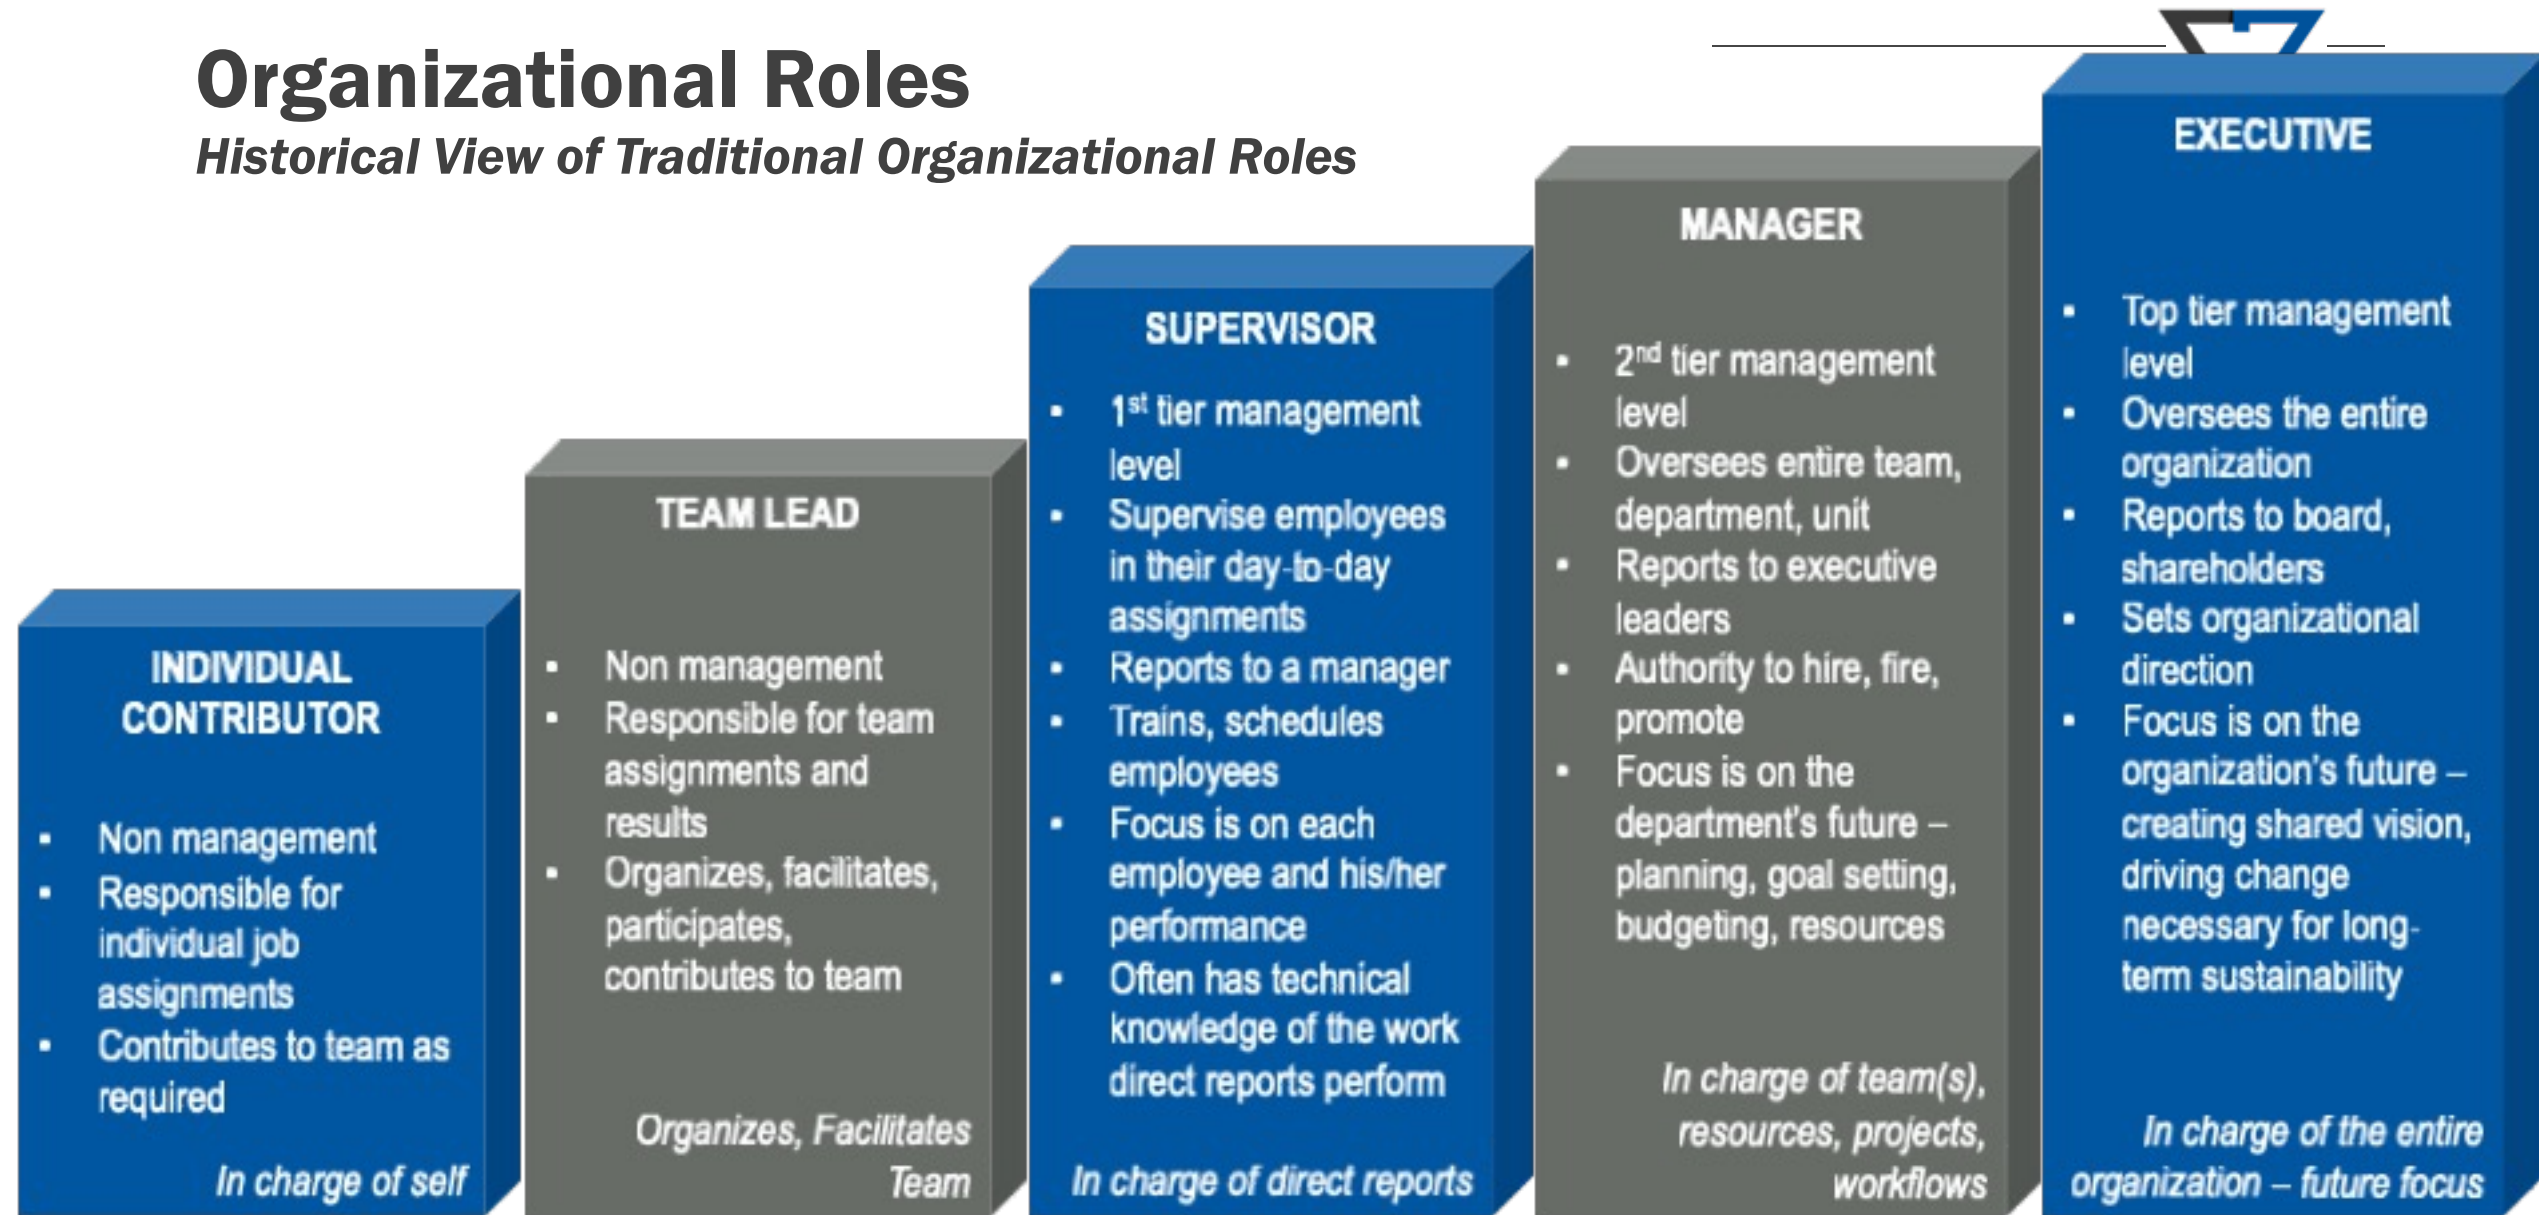 Organizational Roles
Historical View of Traditional Organizational Roles
INDIVIDUAL
CONTRIBUTOR
▪ Non management
▪ Responsible for
individual job
assignments
▪ Contributes to team as
required
In charge of self
TEAM LEAD
▪ Non management
▪ Responsible for team
assignments and
results
▪ Organizes, facilitates,
participates,
contributes to team
Organizes, Facilitates
Team
SUPERVISOR
▪ 1st tier management
level
▪ Supervise employees
in their day-to-day
assignments
▪ Reports to a manager
▪ Trains, schedules
employees
▪ Focus is on each
employee and his/her
performance
▪ Often has technical
knowledge of the work
direct reports perform
In charge of direct reports
MANAGER
▪ 2nd tier management
level
▪ Oversees entire team,
department, unit
▪ Reports to executive
leaders
▪ Authority to hire, fire,
promote
▪ Focus is on the
department's future –
planning, goal setting,
budgeting, resources
In charge of team(s),
resources, projects,
workflows
EXECUTIVE
▪ Top tier management
level
▪ Oversees the entire
organization
▪ Reports to board,
shareholders
▪ Sets organizational
direction
▪ Focus is on the
organization's future –
creating shared vision,
driving change
necessary for long-
term sustainability
In charge of the entire
organization – future focus